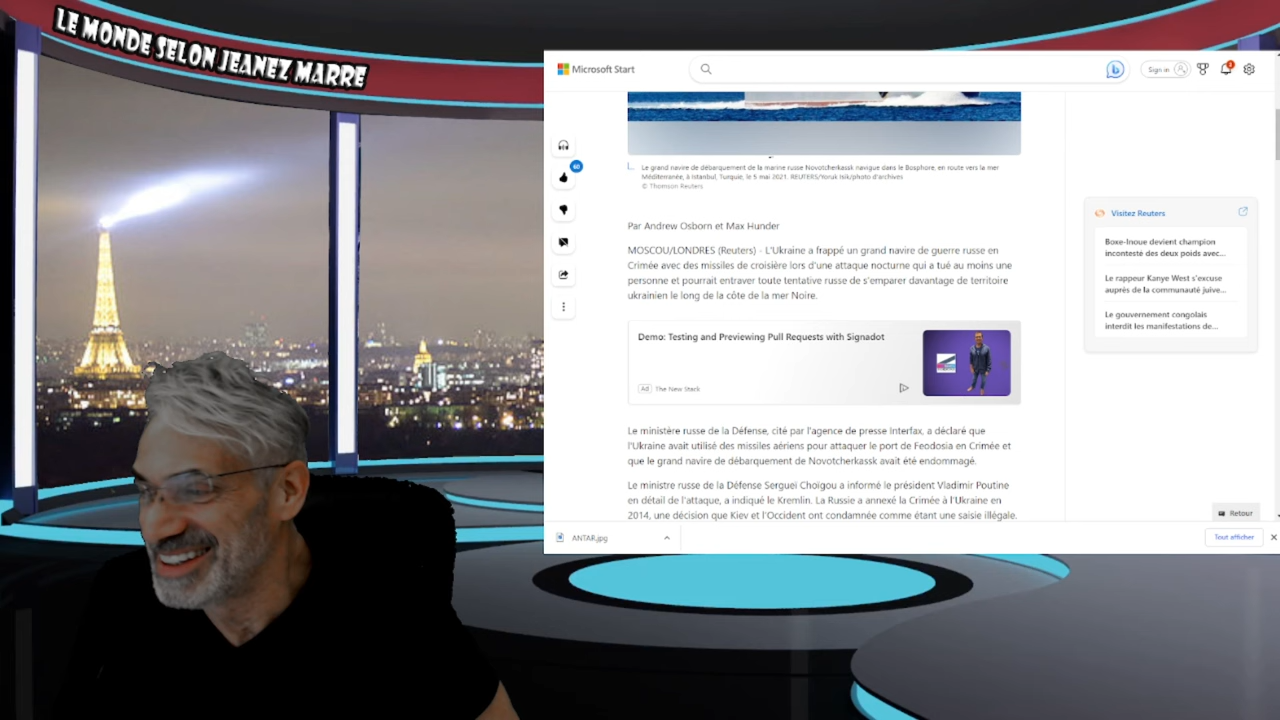 LE MONDE SELON JEANEZ MARRE
Microsoft Start
Sign in
60
Le grand navire de débarquement de la marine russe Novotcherkassk navigue dans le Bosphore, en route vers la mer
Méditerranée, à Istanbul, Turquie, le 5 mai 2021. REUTERS/Yoruk Isik/photo d'archives
© Thomson Reuters
Par Andrew Osborn et Max Hunder
MOSCOU/LONDRES (Reuters) - L'Ukraine a frappé un grand navire de guerre russe en
Crimée avec des missiles de croisière lors d'une attaque nocturne qui a tué au moins une
personne et pourrait entraver toute tentative russe de s'emparer davantage de territoire
ukrainien le long de la côte de la mer Noire.
Demo: Testing and Previewing Pull Requests with Signadot
Ad The New Stack
Le ministère russe de la Défense, cité par l'agence de presse Interfax, a déclaré que
l'Ukraine avait utilisé des missiles aériens pour attaquer le port de Feodosia en Crimée et
que le grand navire de débarquement de Novotcherkassk avait été endommagé.
Le ministre russe de la Défense Serguei Choïgou a informé le président Vladimir Poutine
en détail de l'attaque, a indiqué le Kremlin. La Russie a annexé la Crimée à l'Ukraine en
2014, une décision que Kiev et l'Occident ont condamnée comme étant une saisie illégale.
Visitez Reuters
Boxe-Inoue devient champion
incontesté des deux poids avec...
Le rappeur Kanye West s'excuse
auprès de la communauté juive...
Le gouvernement congolais
interdit les manifestations de...
Retour
ANTAR.jpg
Tout afficher